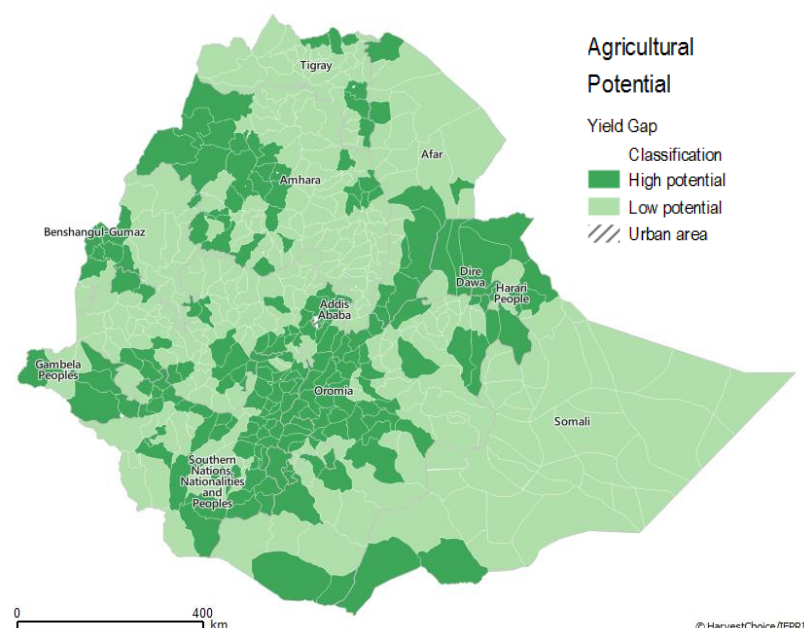 Agricultural
Potential
Yield Gap
Classification
High potential
Low potential
Urban area
Tigray
Afar
Amhara
Benshangul-Gumaz
Dire
Dawa
Harari
People
Addis
Ababa
Gambela
Peoples
Oromia
Somali
Southern
Nations,
Nationalities
and
Peoples
0 400
km
© HarvestChoice/IFPRI